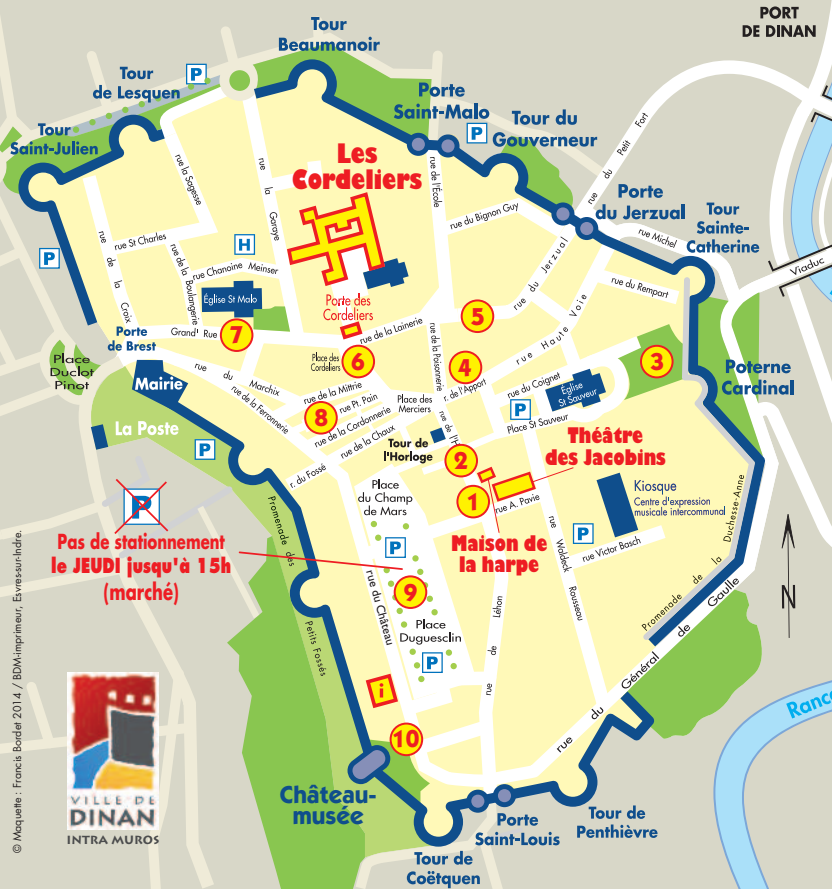 PORT
DE DINAN
Tour
Beaumanoir
Tour
de Lesquen
P
Porte
Saint-Malo
P
Tour du
Gouverneur
Tour
Saint-Julien
Les
Cordeliers
rue la Sagesse
rue la Garaye
rue de l'École
rue du Petit Fort
Porte
du Jerzual
Tour
Sainte-
Catherine
rue du Bignon Guy
rue Michel
rue St Charles
H
P
rue de la Croix
rue de la Boulangerie
rue Chanoine Meinser
rue du Jerzual
Viaduc
rue du Rempart
Église St Malo
Porte des
Cordeliers
rue Haute Voie
5
Porte
de Brest
Grand' Rue
7
rue de la Lainerie
rue de la Poissonnerie
Place
Duclot
Pinot
Place des
Cordeliers
6
4
3
Poterne
Cardinal
Mairie
rue du Marchix
rue de la Ferronnerie
rue de la Mittrie
rue Pt. Pain
Place des
Merciers
r. de l'Apport
rue du Coignet
Église
St Sauveur
8
rue de la Cordonnerie
rue de la Chaux
P
Place St Sauveur
La Poste
P
Tour de
l'Horloge
rue de l'H
2
Théâtre
des Jacobins
r. du Fossé
P
Place
du Champ
de Mars
1
rue A. Pavie
Kiosque
Centre d'expression
musicale intercommunal
Promenade des
Petits Fossés
Pas de stationnement
le JEUDI jusqu'à 15h
(marché)
P
Maison de
la harpe
P
rue Victor Basch
rue Waldeck Rousseau
Promenade de la Duchesse-Anne
rue du Château
9
N
Place
Duguesclin
P
rue de Léhon
i
rue du Général de Gaulle
Rance
10
Château-
musée
Porte
Saint-Louis
Tour de
Penthièvre
Tour de
Coëtquen
VILLE DE
DINAN
INTRA MUROS
© Maquette : Francis Bordet 2014 / BDM-imprimeur, Esvres-sur-Indre.